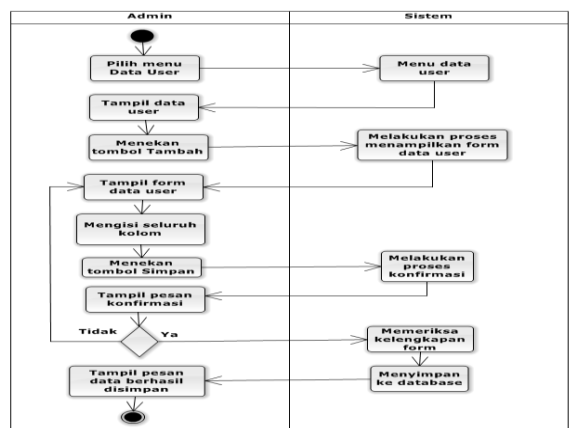 Admin
Sistem
Pilih menu
Data User
Menu data
user
Tampil data
user
Menekan
tombol Tambah
Melakukan proses
menampilkan form
data user
Tampil form
data user
Mengisi seluruh
kolom
Menekan
tombol Simpan
Melakukan
proses
konfirmasi
Tampil pesan
konfirmasi
Tidak
Ya
Memeriksa
kelengkapan
form
Tampil pesan
data berhasil
disimpan
Menyimpan
ke database